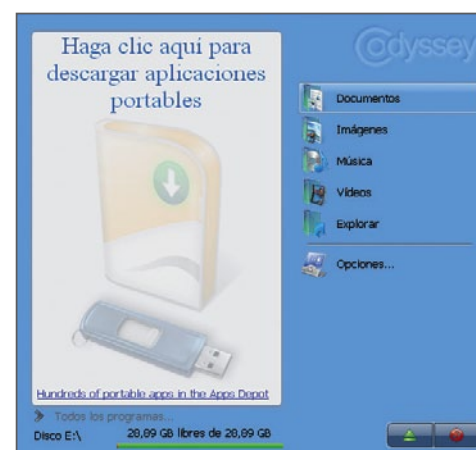 Haga clic aquí para
descargar aplicaciones
portables
Hundreds of portable apps in the Apps Depot
Todos los programas...
Disco E:\ 28,89 GB libres de 28,89 GB
Odyssey
Documentos
Imágenes
Música
Vídeos
Explorar
Opciones...